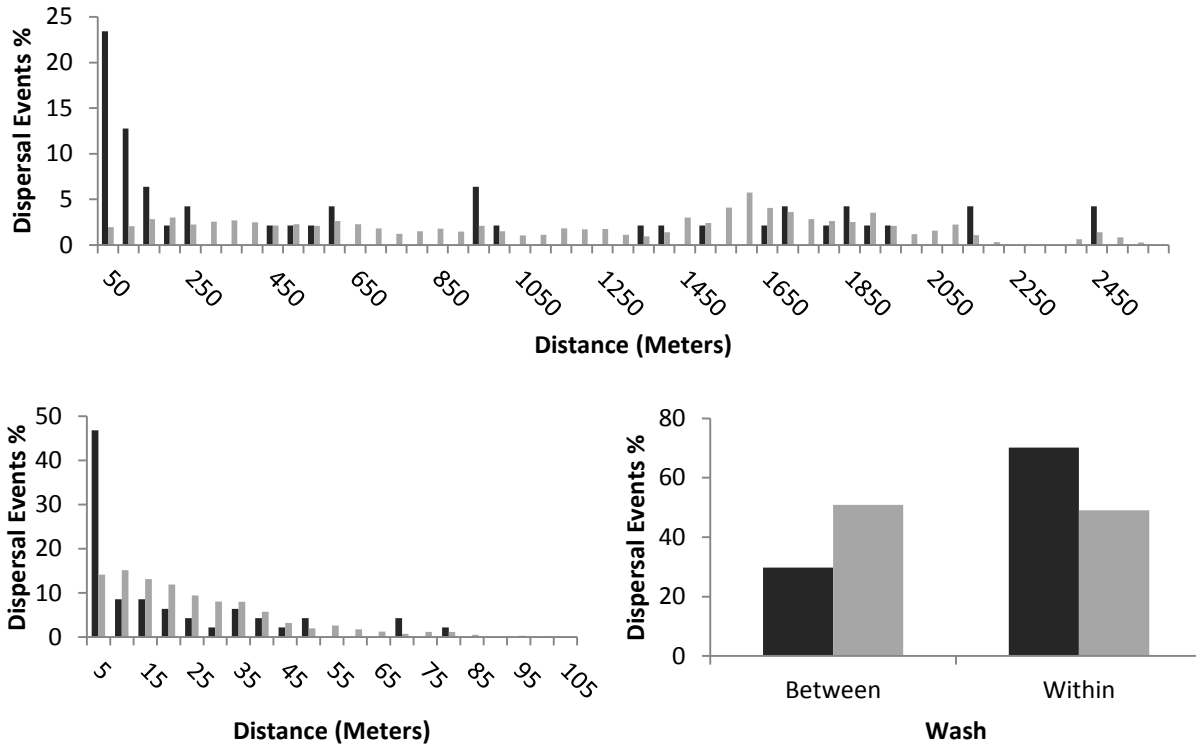 Dispersal Events %
25
20
15
10
5
0
50 250 450 650 850 1050 1250 1450 1650 1850 2050 2250 2450
Distance (Meters)
Dispersal Events %
50
40
30
20
10
0
5 15 25 35 45 55 65 75 85 95 105
Distance (Meters)
Dispersal Events %
80
60
40
20
0
Between Within
Wash